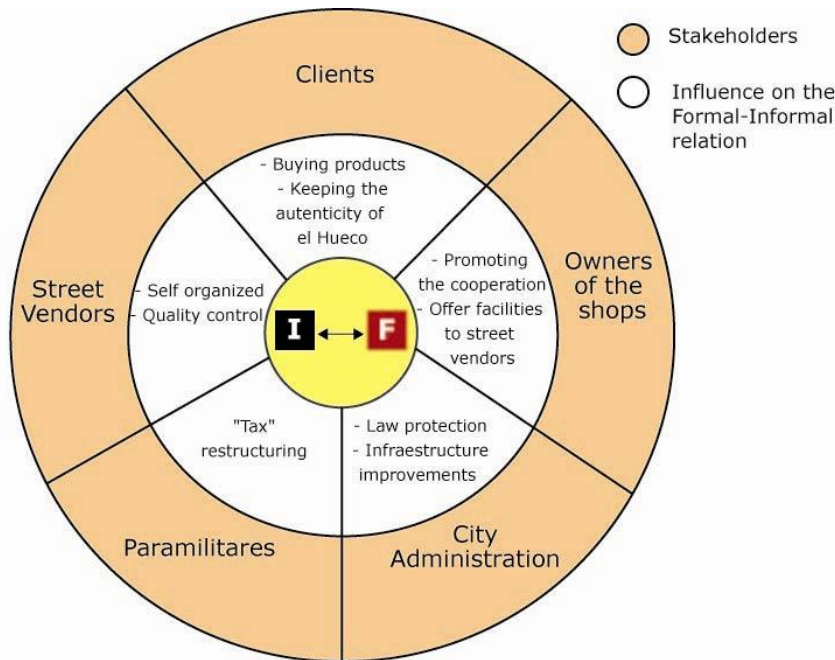 Stakeholders
Influence on the
Formal-Informal
relation
Clients
- Buying products
- Keeping the
autenticity of
el Hueco
Owners
of the
shops
- Promoting
the cooperation
- Offer facilities
to street
vendors
City
Administration
- Law protection
- Infraestructure
improvements
Paramilitares
"Tax"
restructuring
Street
Vendors
- Self organized
- Quality control
I
F